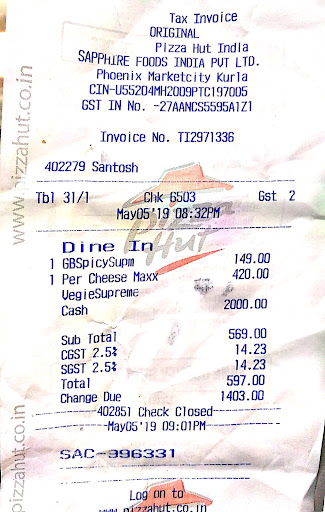 Tax Invoice
ORIGINAL
Pizza Hut India
SAPPHIRE FOODS INDIA PVT LTD.
Phoenix Marketcity Kurla
CIN-U55204MH2009PTC197005
GST IN No. -27AANCS5595A1Z1
Invoice No. TI2971336
402279 Santosh
Tbl 31/1 Chk 6503 Gst 2
May05'19 08:32PM
Pizza
Hut
Dine In
1 GBSpicySupm 149.00
1 Per Cheese Maxx 420.00
VegieSupreme
Cash 2000.00
Sub Total 569.00
CGST 2.5% 14.23
SGST 2.5% 14.23
Total 597.00
Change Due 1403.00
402851 Check Closed
May05'19 09:01PM
SAC-996331
Log on to
www.pizzahut.co.in
www.pizzahut.co.in
pizzahut.co.in